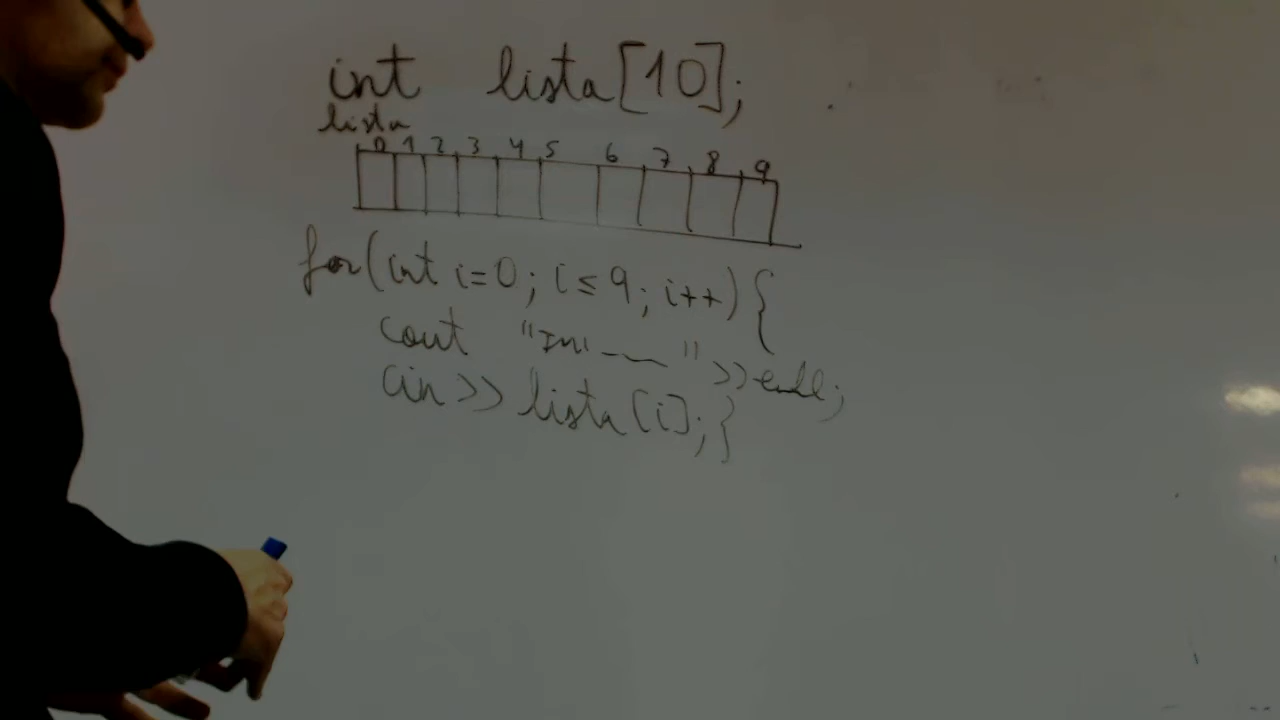 int lista[10];
lista
0 1 2 3 4 5 6 7 8 9
for(int i=0; i≤9; i++){
cout " " >>endl;
cin>> lista[i];}